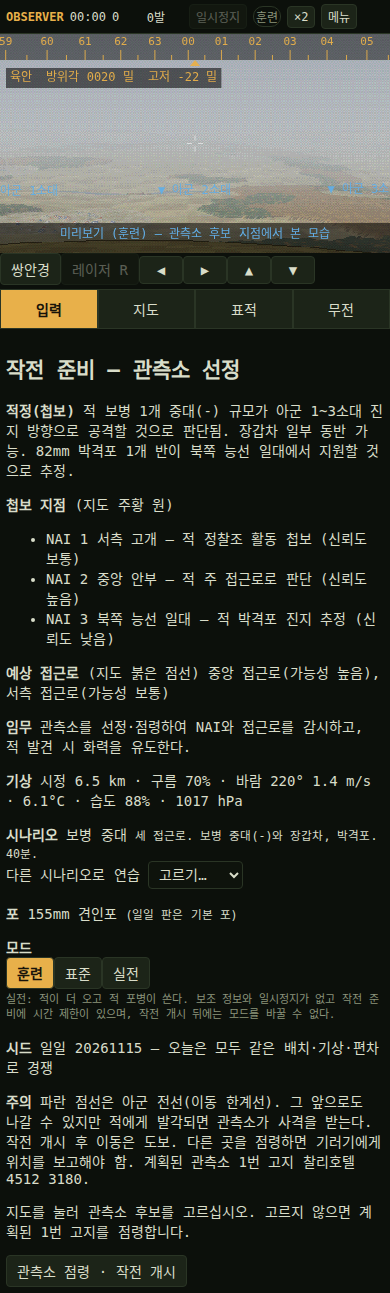 OBSERVER 00:00 0 0발 일시정지 훈련 ×2 메뉴
59 60 61 62 63 00 01 02 03 04 05
육안 방위각 0020 밀 고저 -22 밀
미리보기 (훈련) — 관측소 후보 지점에서 본 모습
쌍안경 레이저 R ◀ ▶ ▲ ▼
입력 지도 표적 무전
작전 준비 — 관측소 선정
적정(첩보) 적 보병 1개 중대(-) 규모가 아군 1~3소대 진
지 방향으로 공격할 것으로 판단됨. 장갑차 일부 동반 가
능. 82mm 박격포 1개 반이 북쪽 능선 일대에서 지원할 것
으로 추정.
첩보 지점 (지도 주황 원)
• NAI 1 서측 고개 — 적 정찰조 활동 첩보 (신뢰도
보통)
• NAI 2 중앙 안부 — 적 주 접근로로 판단 (신뢰도
높음)
• NAI 3 북쪽 능선 일대 — 적 박격포 진지 추정 (신
뢰도 낮음)
예상 접근로 (지도 붉은 점선) 중앙 접근로(가능성 높음),
서측 접근로(가능성 보통)
임무 관측소를 선정·점령하여 NAI와 접근로를 감시하고,
적 발견 시 화력을 유도한다.
기상 시정 6.5 km · 구름 70% · 바람 220° 1.4 m/s
· 6.1°C · 습도 88% · 1017 hPa
시나리오 보병 중대 세 접근로. 보병 중대(-)와 장갑차, 박격포.
40분.
다른 시나리오로 연습 고르기…
포 155mm 견인포 (일일 판은 기본 포)
모드
훈련 표준 실전
실전: 적이 더 오고 적 포병이 쏜다. 보조 정보와 일시정지가 없고 작전 준
비에 시간 제한이 있으며, 작전 개시 뒤에는 모드를 바꿀 수 없다.
시드 일일 20261115 — 오늘은 모두 같은 배치·기상·편차
로 경쟁
주의 파란 점선은 아군 전선(이동 한계선). 그 앞으로도
나갈 수 있지만 적에게 발각되면 관측소가 사격을 받는다.
작전 개시 후 이동은 도보. 다른 곳을 점령하면 기러기에게
위치를 보고해야 함. 계획된 관측소 1번 고지 찰리호텔
4512 3180.
지도를 눌러 관측소 후보를 고르십시오. 고르지 않으면 계
획된 1번 고지를 점령합니다.
관측소 점령 · 작전 개시